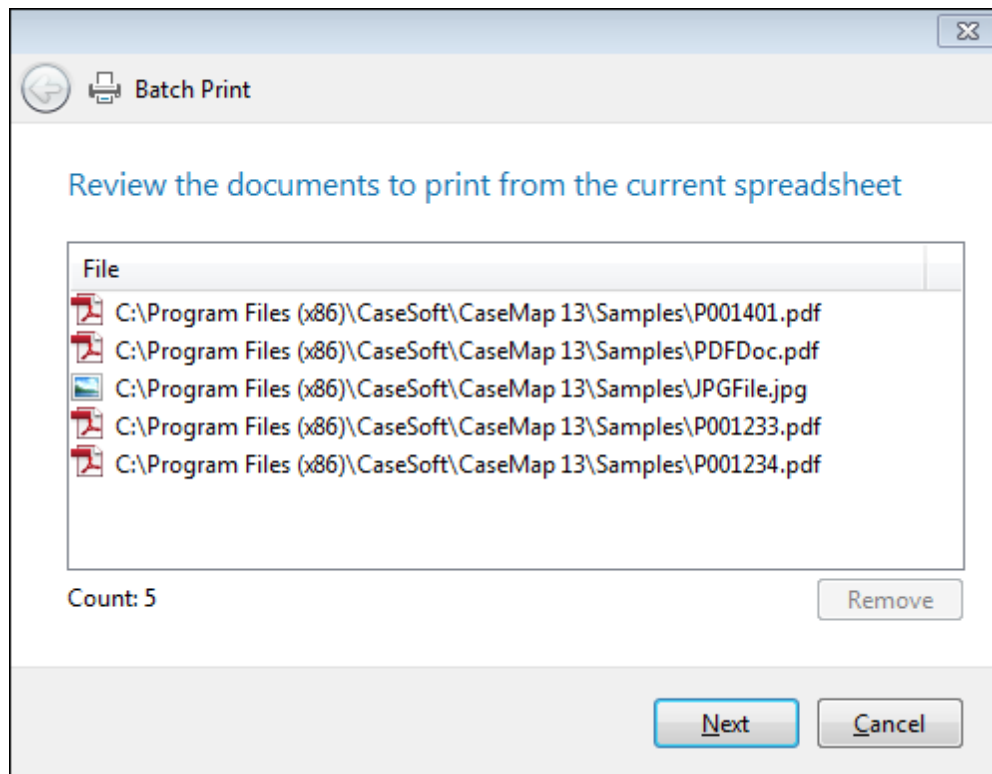 Batch Print
Review the documents to print from the current spreadsheet
File
C:\Program Files (x86)\CaseSoft\CaseMap 13\Samples\P001401.pdf
C:\Program Files (x86)\CaseSoft\CaseMap 13\Samples\PDFDoc.pdf
C:\Program Files (x86)\CaseSoft\CaseMap 13\Samples\JPGFile.jpg
C:\Program Files (x86)\CaseSoft\CaseMap 13\Samples\P001233.pdf
C:\Program Files (x86)\CaseSoft\CaseMap 13\Samples\P001234.pdf
Count: 5
Remove
Next
Cancel